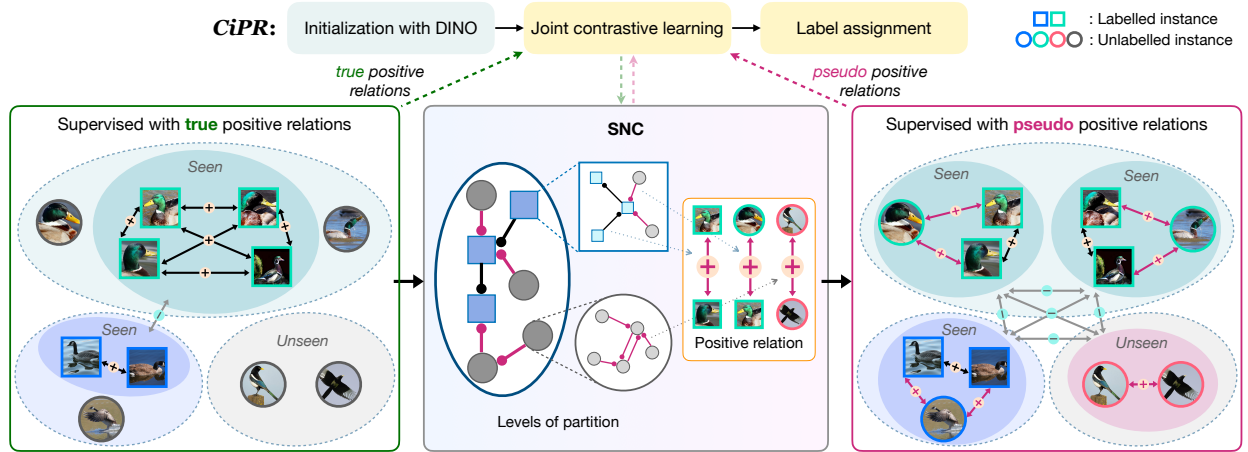 CiPR:
Initialization with DINO
Joint contrastive learning
Label assignment
: Labelled instance
: Unlabelled instance
true positive
relations
pseudo positive
relations
Supervised with true positive relations
Seen
Seen
Unseen
SNC
Positive relation
Levels of partition
Supervised with pseudo positive relations
Seen
Seen
Seen
Unseen